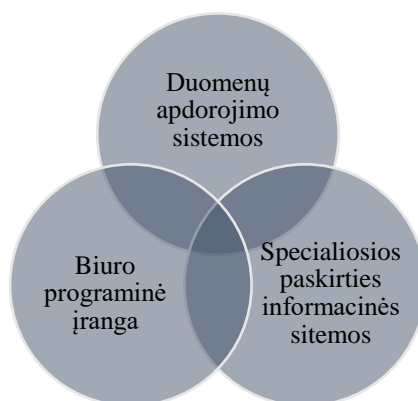 Duomenų
apdorojimo
sistemos
Biuro
programinė
įranga
Specialiosios
paskirties
informacinės
sitemos